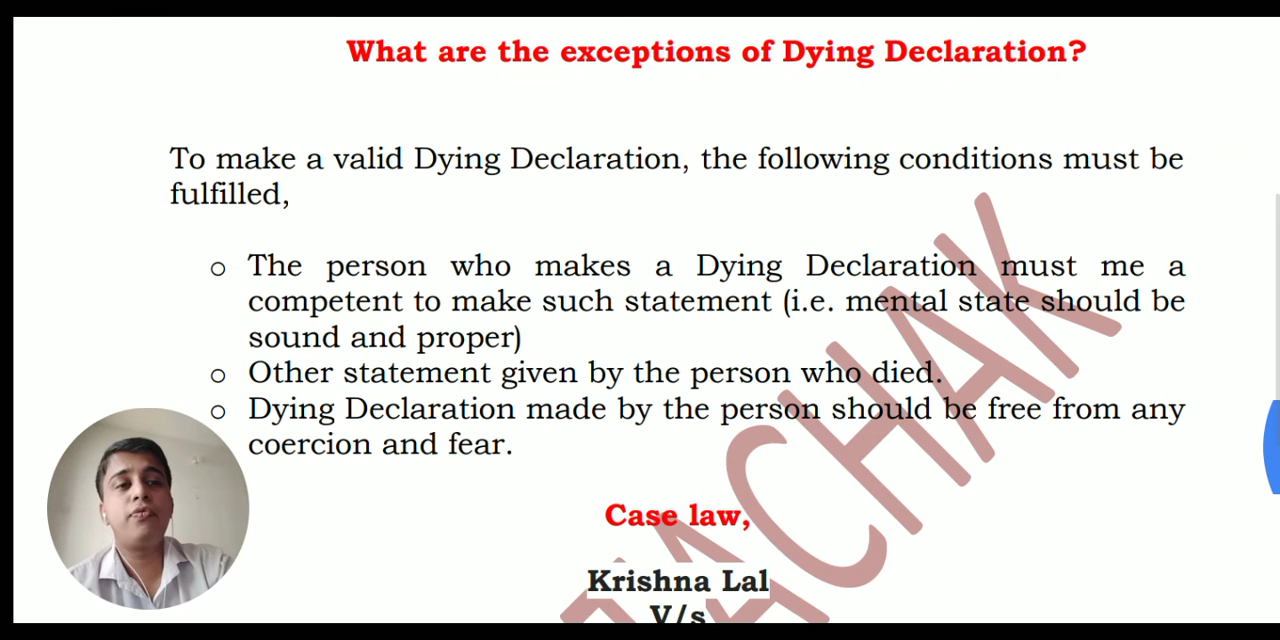 What are the exceptions of Dying Declaration?
To make a valid Dying Declaration, the following conditions must be
fulfilled,
o The person who makes a Dying Declaration must me a
competent to make such statement (i.e. mental state should be
sound and proper)
o Other statement given by the person who died.
o Dying Declaration made by the person should be free from any
coercion and fear.
Case law,
Krishna Lal
V/s